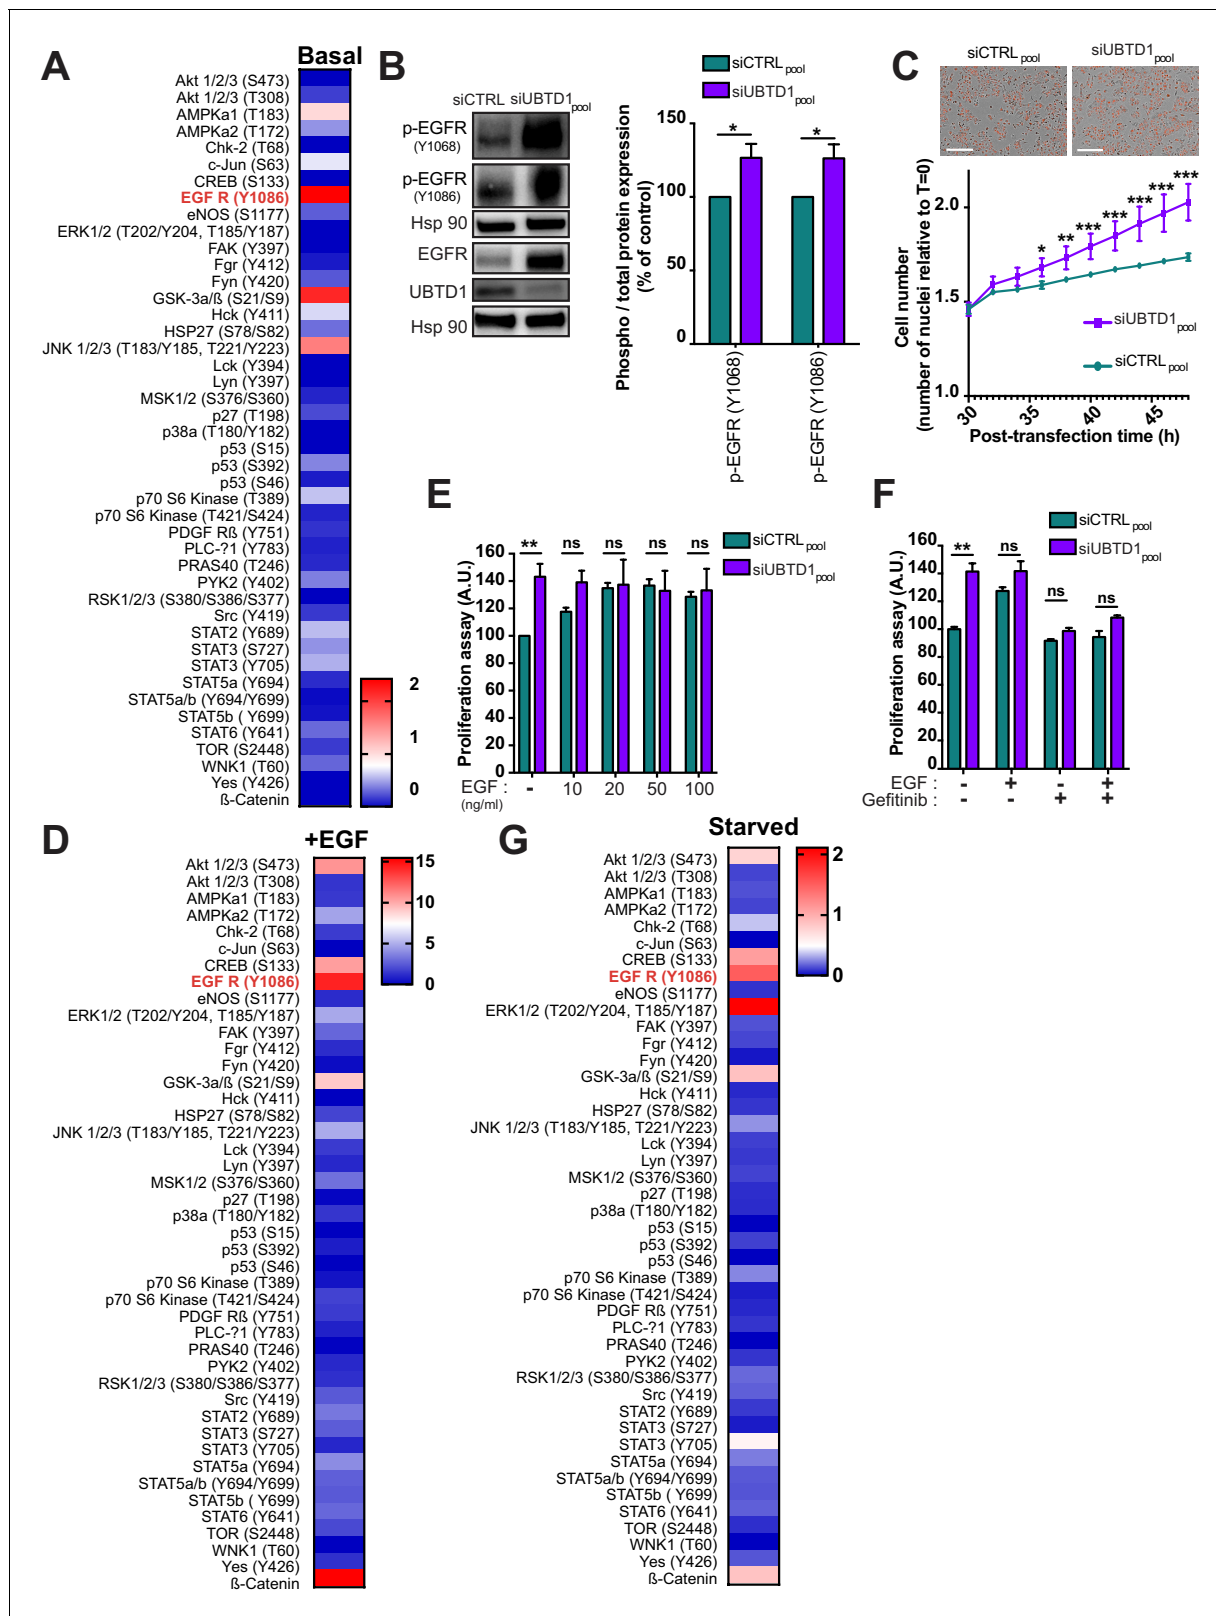 A
Basal
Akt 1/2/3 (S473)
Akt 1/2/3 (T308)
AMPKa1 (T183)
AMPKa2 (T172)
Chk-2 (T68)
c-Jun (S63)
CREB (S133)
EGF R (Y1086)
eNOS (S1177)
ERK1/2 (T202/Y204, T185/Y187)
FAK (Y397)
Fgr (Y412)
Fyn (Y420)
GSK-3a/ß (S21/S9)
Hck (Y411)
HSP27 (S78/S82)
JNK 1/2/3 (T183/Y185, T221/Y223)
Lck (Y394)
Lyn (Y397)
MSK1/2 (S376/S360)
p27 (T198)
p38a (T180/Y182)
p53 (S15)
p53 (S392)
p53 (S46)
p70 S6 Kinase (T389)
p70 S6 Kinase (T421/S424)
PDGF Rß (Y751)
PLC-?1 (Y783)
PRAS40 (T246)
PYK2 (Y402)
RSK1/2/3 (S380/S386/S377)
Src (Y419)
STAT2 (Y689)
STAT3 (S727)
STAT3 (Y705)
STAT5a (Y694)
STAT5a/b (Y694/Y699)
STAT5b ( Y699)
STAT6 (Y641)
TOR (S2448)
WNK1 (T60)
Yes (Y426)
ß-Catenin
2
1
0
B
siCTRL siUBTD1pool
p-EGFR
(Y1068)
p-EGFR
(Y1086)
Hsp 90
EGFR
UBTD1
Hsp 90
siCTRLpool
siUBTD1pool
Phospho / total protein expression
(% of control)
150
100
50
0
* *
p-EGFR (Y1068)
p-EGFR (Y1086)
C
siCTRLpool
siUBTD1pool
Cell number
(number of nuclei relative to T=0)
2.0
1.5
1.0
* ** *** *** *** *** ***
siUBTD1pool
siCTRLpool
30 35 40 45
Post-transfection time (h)
E
siCTRLpool
siUBTD1pool
Proliferation assay (A.U.)
160
140
120
100
80
60
40
20
0
** ns ns ns ns
EGF : - 10 20 50 100
(ng/ml)
F
siCTRLpool
siUBTD1pool
Proliferation assay (A.U.)
160
140
120
100
80
60
40
20
0
** ns ns ns
EGF : - + - +
Gefitinib : - - + +
D
+EGF
Akt 1/2/3 (S473)
Akt 1/2/3 (T308)
AMPKa1 (T183)
AMPKa2 (T172)
Chk-2 (T68)
c-Jun (S63)
CREB (S133)
EGF R (Y1086)
eNOS (S1177)
ERK1/2 (T202/Y204, T185/Y187)
FAK (Y397)
Fgr (Y412)
Fyn (Y420)
GSK-3a/ß (S21/S9)
Hck (Y411)
HSP27 (S78/S82)
JNK 1/2/3 (T183/Y185, T221/Y223)
Lck (Y394)
Lyn (Y397)
MSK1/2 (S376/S360)
p27 (T198)
p38a (T180/Y182)
p53 (S15)
p53 (S392)
p53 (S46)
p70 S6 Kinase (T389)
p70 S6 Kinase (T421/S424)
PDGF Rß (Y751)
PLC-?1 (Y783)
PRAS40 (T246)
PYK2 (Y402)
RSK1/2/3 (S380/S386/S377)
Src (Y419)
STAT2 (Y689)
STAT3 (S727)
STAT3 (Y705)
STAT5a (Y694)
STAT5a/b (Y694/Y699)
STAT5b ( Y699)
STAT6 (Y641)
TOR (S2448)
WNK1 (T60)
Yes (Y426)
ß-Catenin
15
10
5
0
G
Starved
Akt 1/2/3 (S473)
Akt 1/2/3 (T308)
AMPKa1 (T183)
AMPKa2 (T172)
Chk-2 (T68)
c-Jun (S63)
CREB (S133)
EGF R (Y1086)
eNOS (S1177)
ERK1/2 (T202/Y204, T185/Y187)
FAK (Y397)
Fgr (Y412)
Fyn (Y420)
GSK-3a/ß (S21/S9)
Hck (Y411)
HSP27 (S78/S82)
JNK 1/2/3 (T183/Y185, T221/Y223)
Lck (Y394)
Lyn (Y397)
MSK1/2 (S376/S360)
p27 (T198)
p38a (T180/Y182)
p53 (S15)
p53 (S392)
p53 (S46)
p70 S6 Kinase (T389)
p70 S6 Kinase (T421/S424)
PDGF Rß (Y751)
PLC-?1 (Y783)
PRAS40 (T246)
PYK2 (Y402)
RSK1/2/3 (S380/S386/S377)
Src (Y419)
STAT2 (Y689)
STAT3 (S727)
STAT3 (Y705)
STAT5a (Y694)
STAT5a/b (Y694/Y699)
STAT5b ( Y699)
STAT6 (Y641)
TOR (S2448)
WNK1 (T60)
Yes (Y426)
ß-Catenin
2
1
0